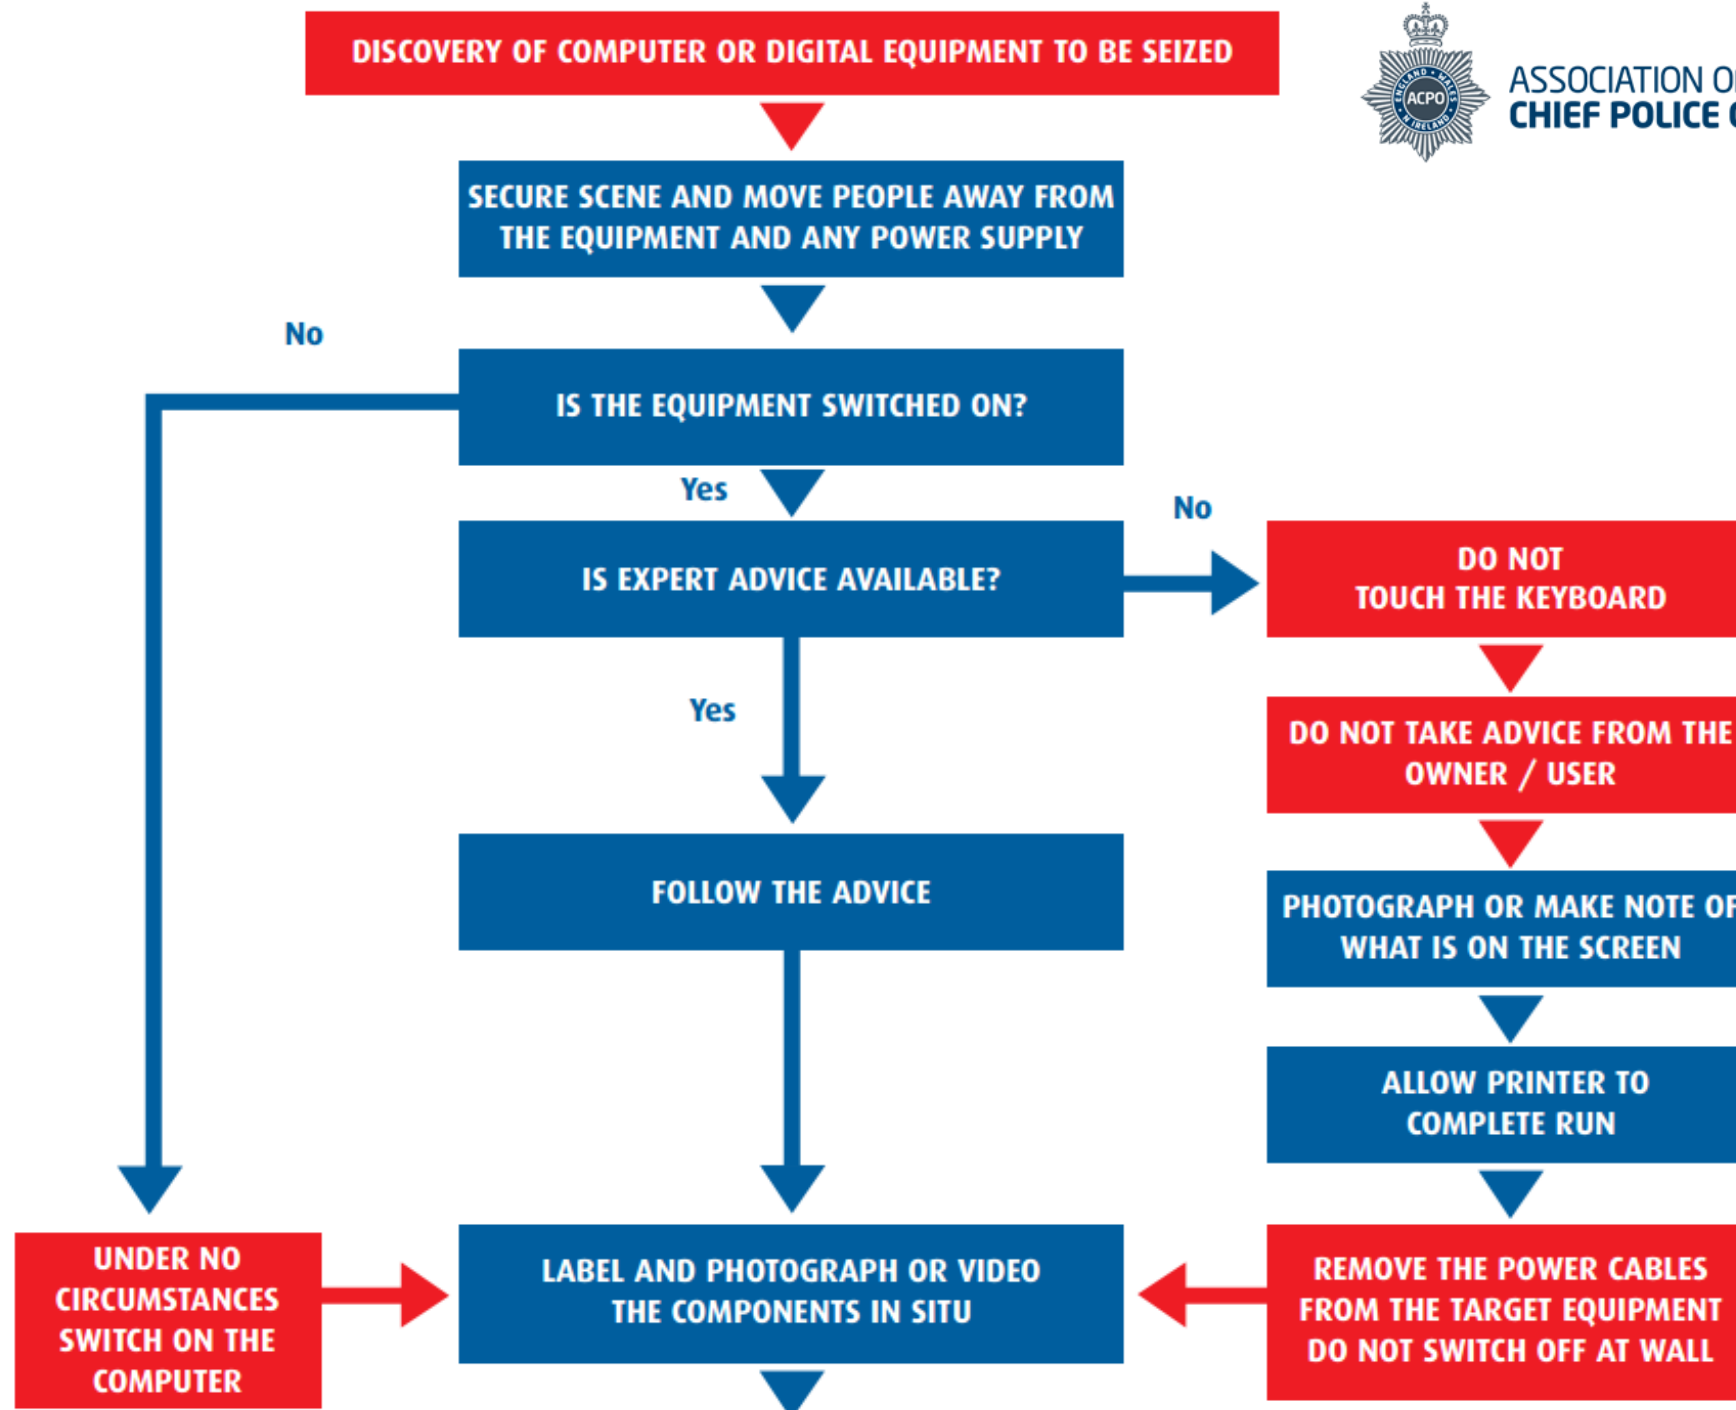 DISCOVERY OF COMPUTER OR DIGITAL EQUIPMENT TO BE SEIZED
ENGLAND • WALES
ACPO
N IRELAND
ASSOCIATION
CHIEF POLICE
SECURE SCENE AND MOVE PEOPLE AWAY FROM
THE EQUIPMENT AND ANY POWER SUPPLY
No
IS THE EQUIPMENT SWITCHED ON?
Yes
IS EXPERT ADVICE AVAILABLE?
No
DO NOT
TOUCH THE KEYBOARD
DO NOT TAKE ADVICE FROM THE
OWNER / USER
PHOTOGRAPH OR MAKE NOTE OF
WHAT IS ON THE SCREEN
ALLOW PRINTER TO
COMPLETE RUN
REMOVE THE POWER CABLES
FROM THE TARGET EQUIPMENT
DO NOT SWITCH OFF AT WALL
Yes
FOLLOW THE ADVICE
UNDER NO
CIRCUMSTANCES
SWITCH ON THE
COMPUTER
LABEL AND PHOTOGRAPH OR VIDEO
THE COMPONENTS IN SITU